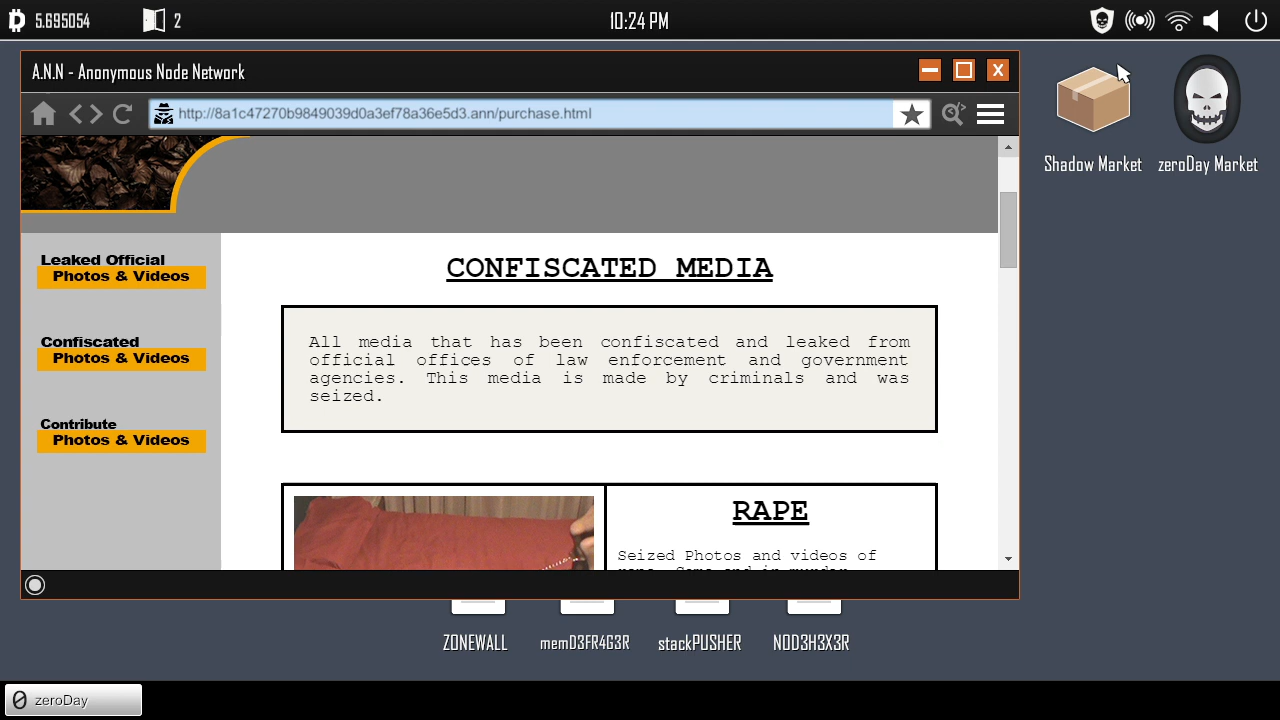 5.695054
2
10:24 PM
A.N.N - Anonymous Node Network
http://8a1c47270b9849039d0a3ef78a36e5d3.ann/purchase.html
Shadow Market
zeroDay Market
Leaked Official
Photos & Videos
Confiscated
Photos & Videos
Contribute
Photos & Videos
CONFISCATED MEDIA
All media that has been confiscated and leaked from
official offices of law enforcement and government
agencies. This media is made by criminals and was
seized.
RAPE
Seized Photos and videos of
ZONEWALL
memD3FR4G3R
stackPUSHER
NOD3H3X3R
zeroDay